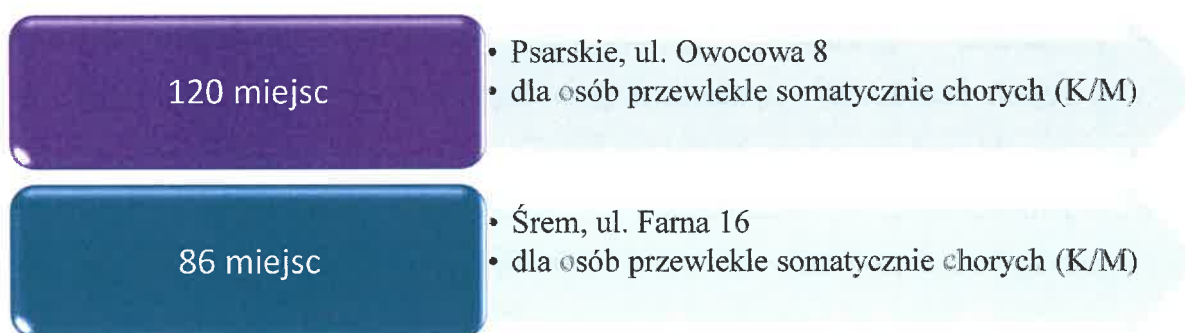 120 miejsc
• Psarskie, ul. Owocowa 8
• dla osób przewlekle somatycznie chorych (K/M)
86 miejsc
• Śrem, ul. Farna 16
• dla osób przewlekle somatycznie chorych (K/M)